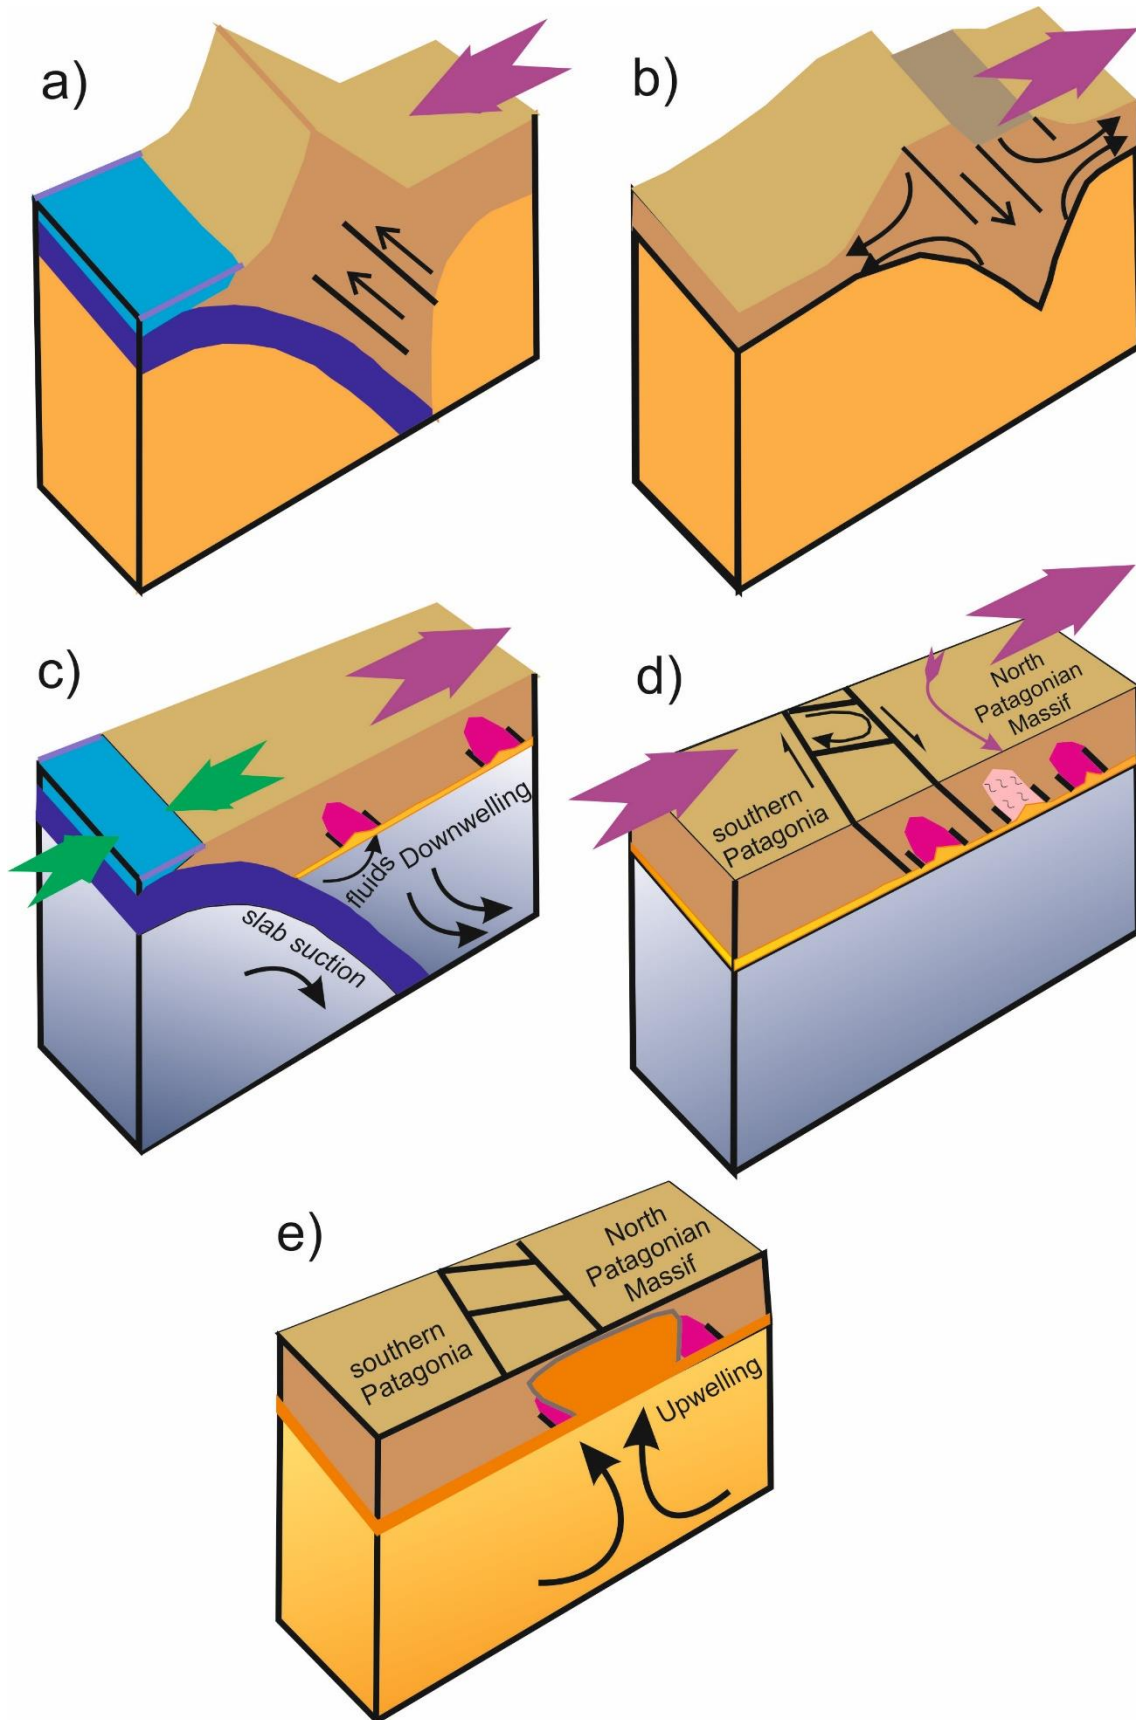 a)
b)
c)
Downwelling
fluids
slab suction
d)
North
Patagonian
Massif
southern
Patagonia
e)
North
Patagonian
Massif
southern
Patagonia
Upwelling